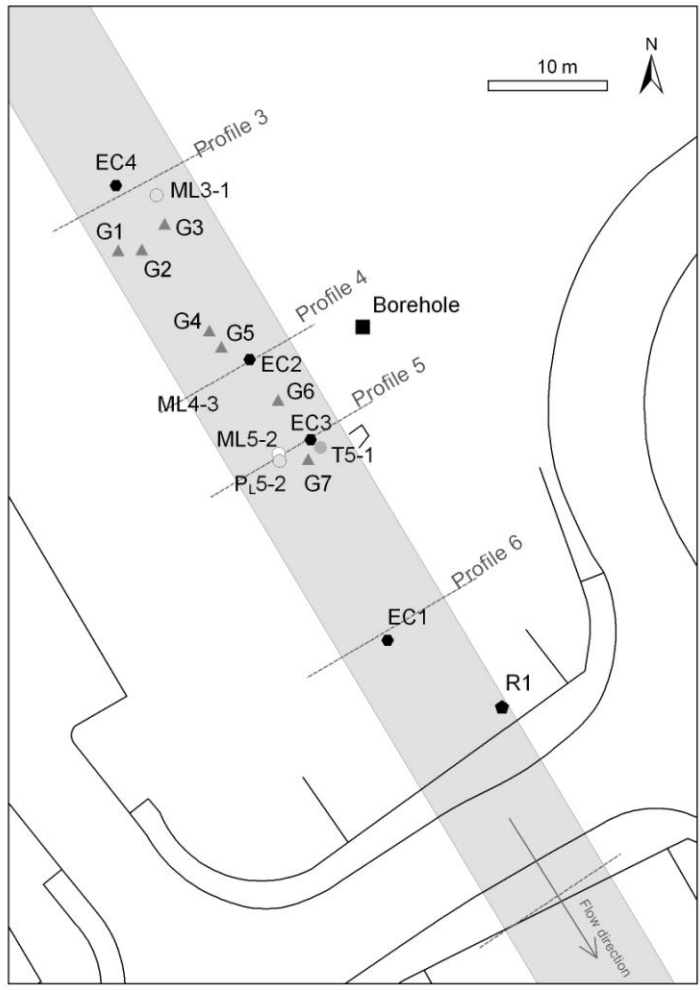 N
10 m
Profile 3
EC4
ML3-1
G1
G3
G2
Profile 4
Borehole
G4
G5
EC2
Profile 5
G6
ML4-3
EC3
ML5-2
T5-1
PL5-2
G7
Profile 6
EC1
R1
Flow direction